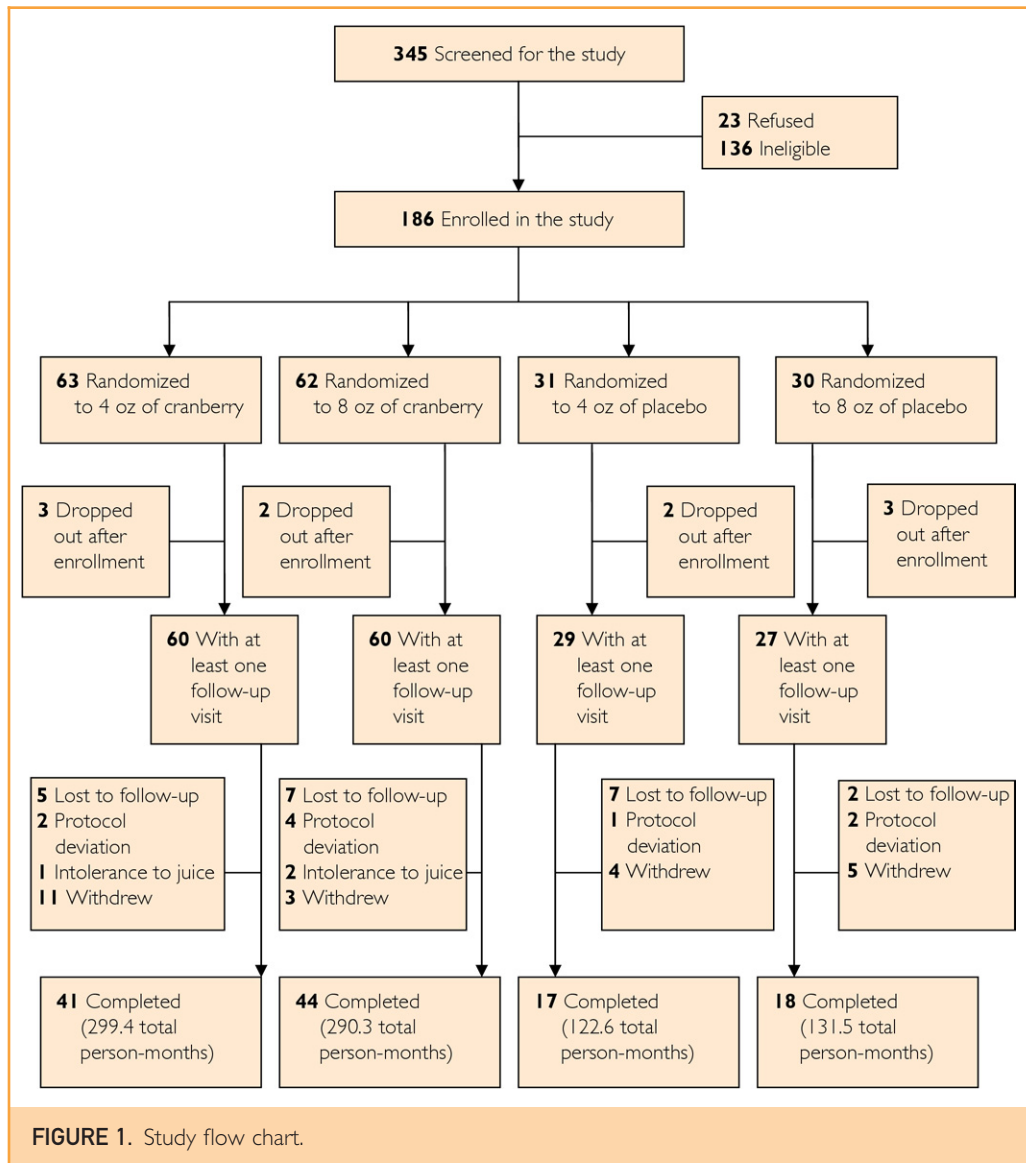 345 Screened for the study
23 Refused
136 Ineligible
186 Enrolled in the study
63 Randomized
to 4 oz of cranberry
62 Randomized
to 8 oz of cranberry
31 Randomized
to 4 oz of placebo
30 Randomized
to 8 oz of placebo
3 Dropped
out after
enrollment
2 Dropped
out after
enrollment
2 Dropped
out after
enrollment
3 Dropped
out after
enrollment
60 With at
least one
follow-up
visit
60 With at
least one
follow-up
visit
29 With at
least one
follow-up
visit
27 With at
least one
follow-up
visit
5 Lost to follow-up
2 Protocol
deviation
1 Intolerance to juice
11 Withdrew
7 Lost to follow-up
4 Protocol
deviation
2 Intolerance to juice
3 Withdrew
7 Lost to follow-up
1 Protocol
deviation
4 Withdrew
2 Lost to follow-up
2 Protocol
deviation
5 Withdrew
41 Completed
(299.4 total
person-months)
44 Completed
(290.3 total
person-months)
17 Completed
(122.6 total
person-months)
18 Completed
(131.5 total
person-months)
FIGURE 1. Study flow chart.